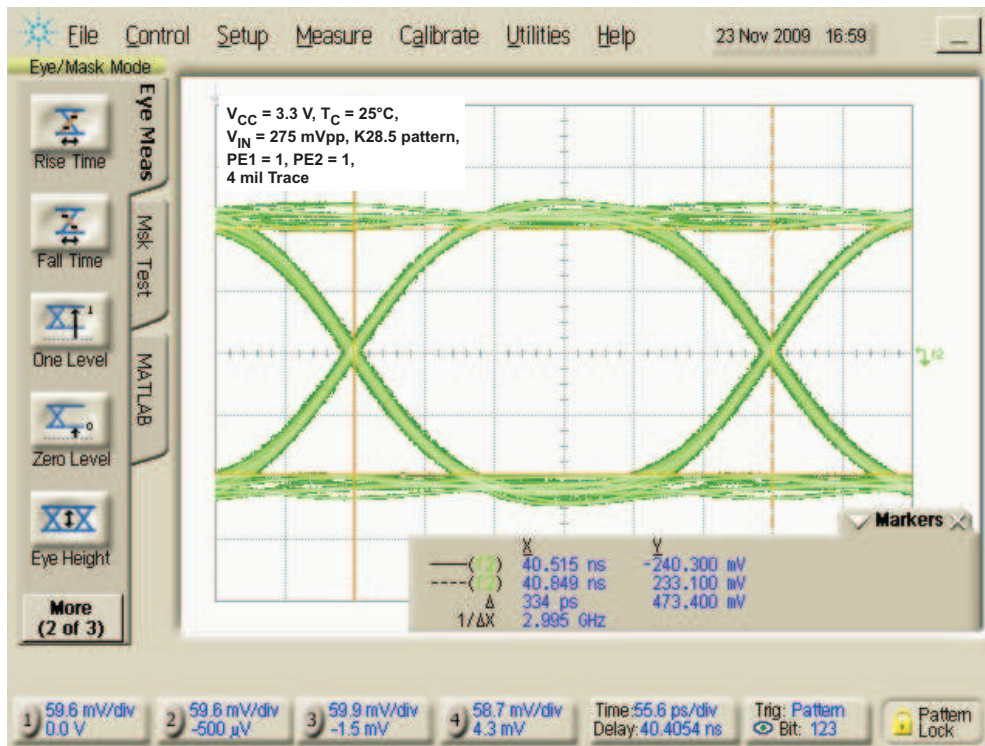 File Control Setup Measure Calibrate Utilities Help 23 Nov 2009 16:59
Eye/Mask Mode
Eye Meas
Msk Test
MATLAB
Rise Time
Fall Time
One Level
Zero Level
Eye Height
More
(2 of 3)
VCC = 3.3 V, TC = 25°C,
VIN = 275 mVpp, K28.5 pattern,
PE1 = 1, PE2 = 1,
4 mil Trace
Markers
X Y
——(f2) 40.515 ns -240.300 mV
----(f2) 40.849 ns 233.100 mV
Δ 334 ps 473.400 mV
1/ΔX 2.995 GHz
1) 59.6 mV/div
0.0 V
2) 59.6 mV/div
-500 µV
3) 59.9 mV/div
-1.5 mV
4) 58.7 mV/div
4.3 mV
Time:55.6 ps/div
Delay:40.4054 ns
Trig: Pattern
Bit: 123
Pattern
Lock